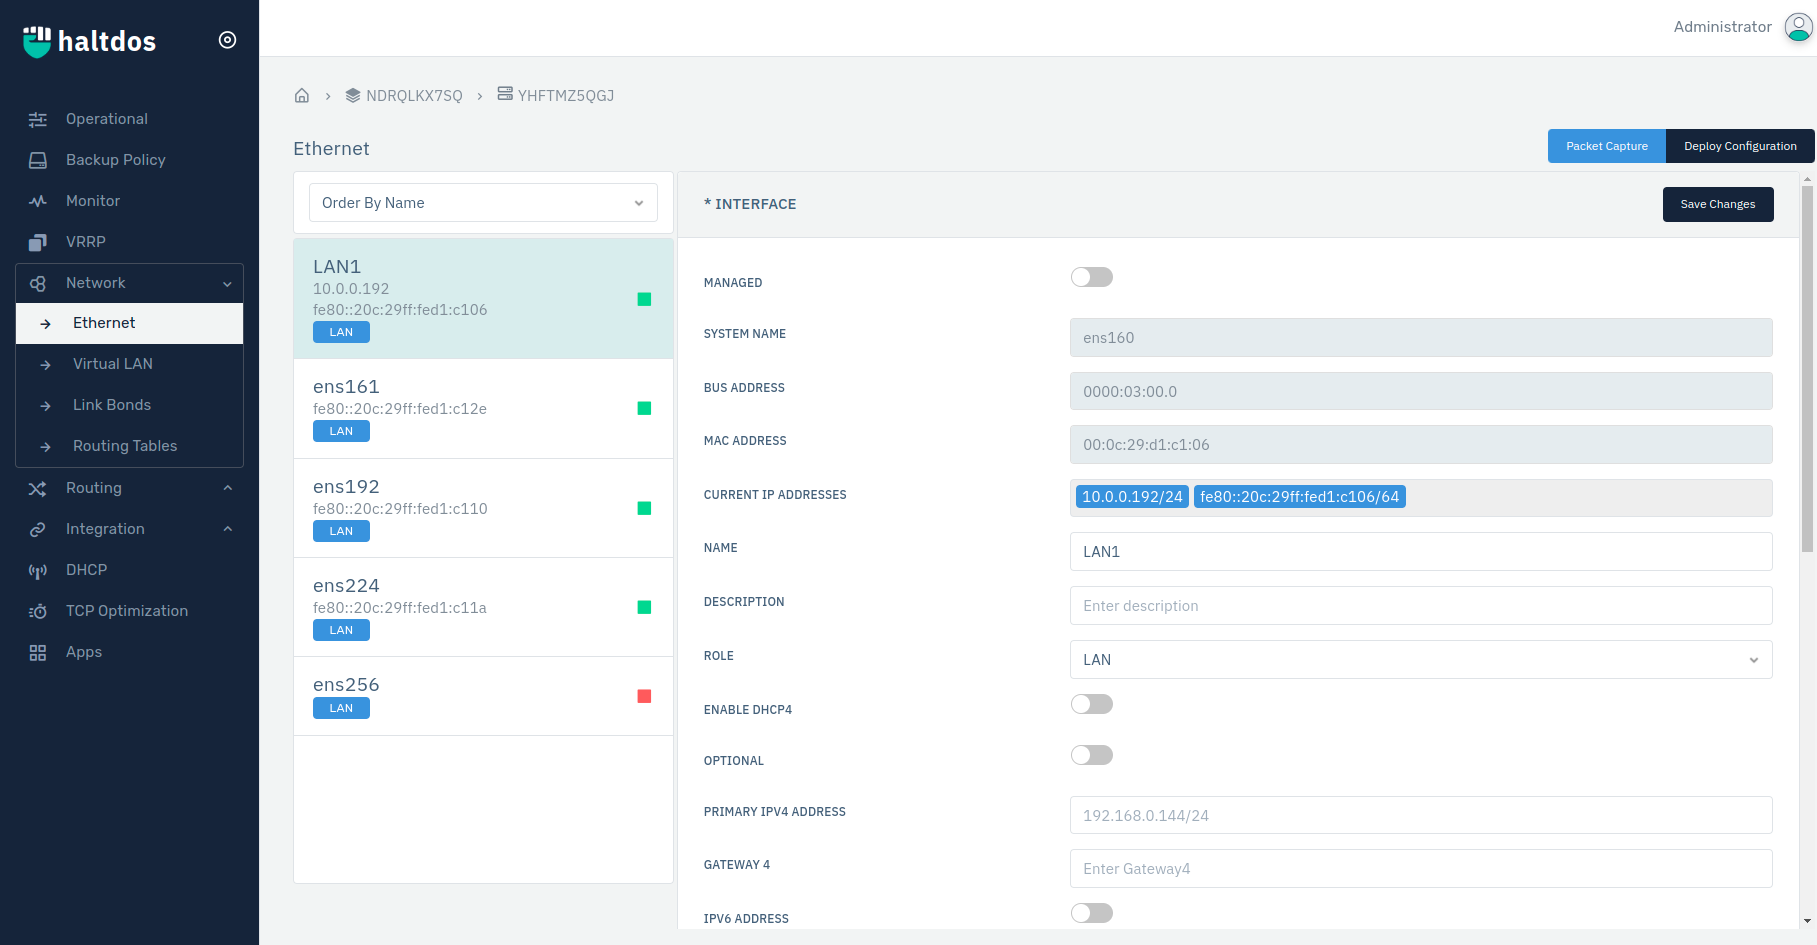 haltdos
Operational
Backup Policy
Monitor
VRRP
Network
Ethernet
Virtual LAN
Link Bonds
Routing Tables
Routing
Integration
DHCP
TCP Optimization
Apps
Administrator
NDRQLKX7SQ
YHFTMZ5QGJ
Ethernet
Packet Capture
Deploy Configuration
Order By Name
LAN1
10.0.0.192
fe80::20c:29ff:fed1:c106
LAN
ens161
fe80::20c:29ff:fed1:c12e
LAN
ens192
fe80::20c:29ff:fed1:c110
LAN
ens224
fe80::20c:29ff:fed1:c11a
LAN
ens256
LAN
* INTERFACE
Save Changes
MANAGED
SYSTEM NAME
ens160
BUS ADDRESS
0000:03:00.0
MAC ADDRESS
00:0c:29:d1:c1:06
CURRENT IP ADDRESSES
10.0.0.192/24
fe80::20c:29ff:fed1:c106/64
NAME
LAN1
DESCRIPTION
Enter description
ROLE
LAN
ENABLE DHCP4
OPTIONAL
PRIMARY IPV4 ADDRESS
192.168.0.144/24
GATEWAY 4
Enter Gateway4
IPV6 ADDRESS